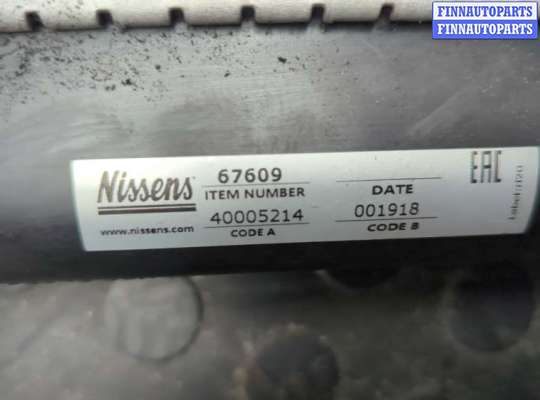 FINNAUTOPARTS
FINNAUTOPARTS
Nissens
www.nissens.com
67609
ITEM NUMBER
40005214
CODE A
DATE
001918
CODE B
EAC